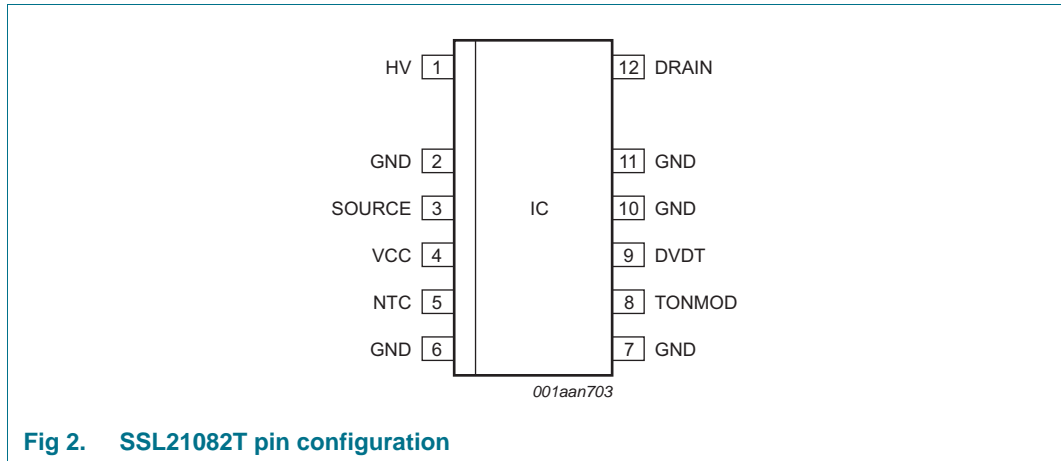 HV 1 12 DRAIN
GND 2 11 GND
SOURCE 3 IC 10 GND
VCC 4 9 DVDT
NTC 5 8 TONMOD
GND 6 7 GND
001aan703
Fig 2. SSL21082T pin configuration